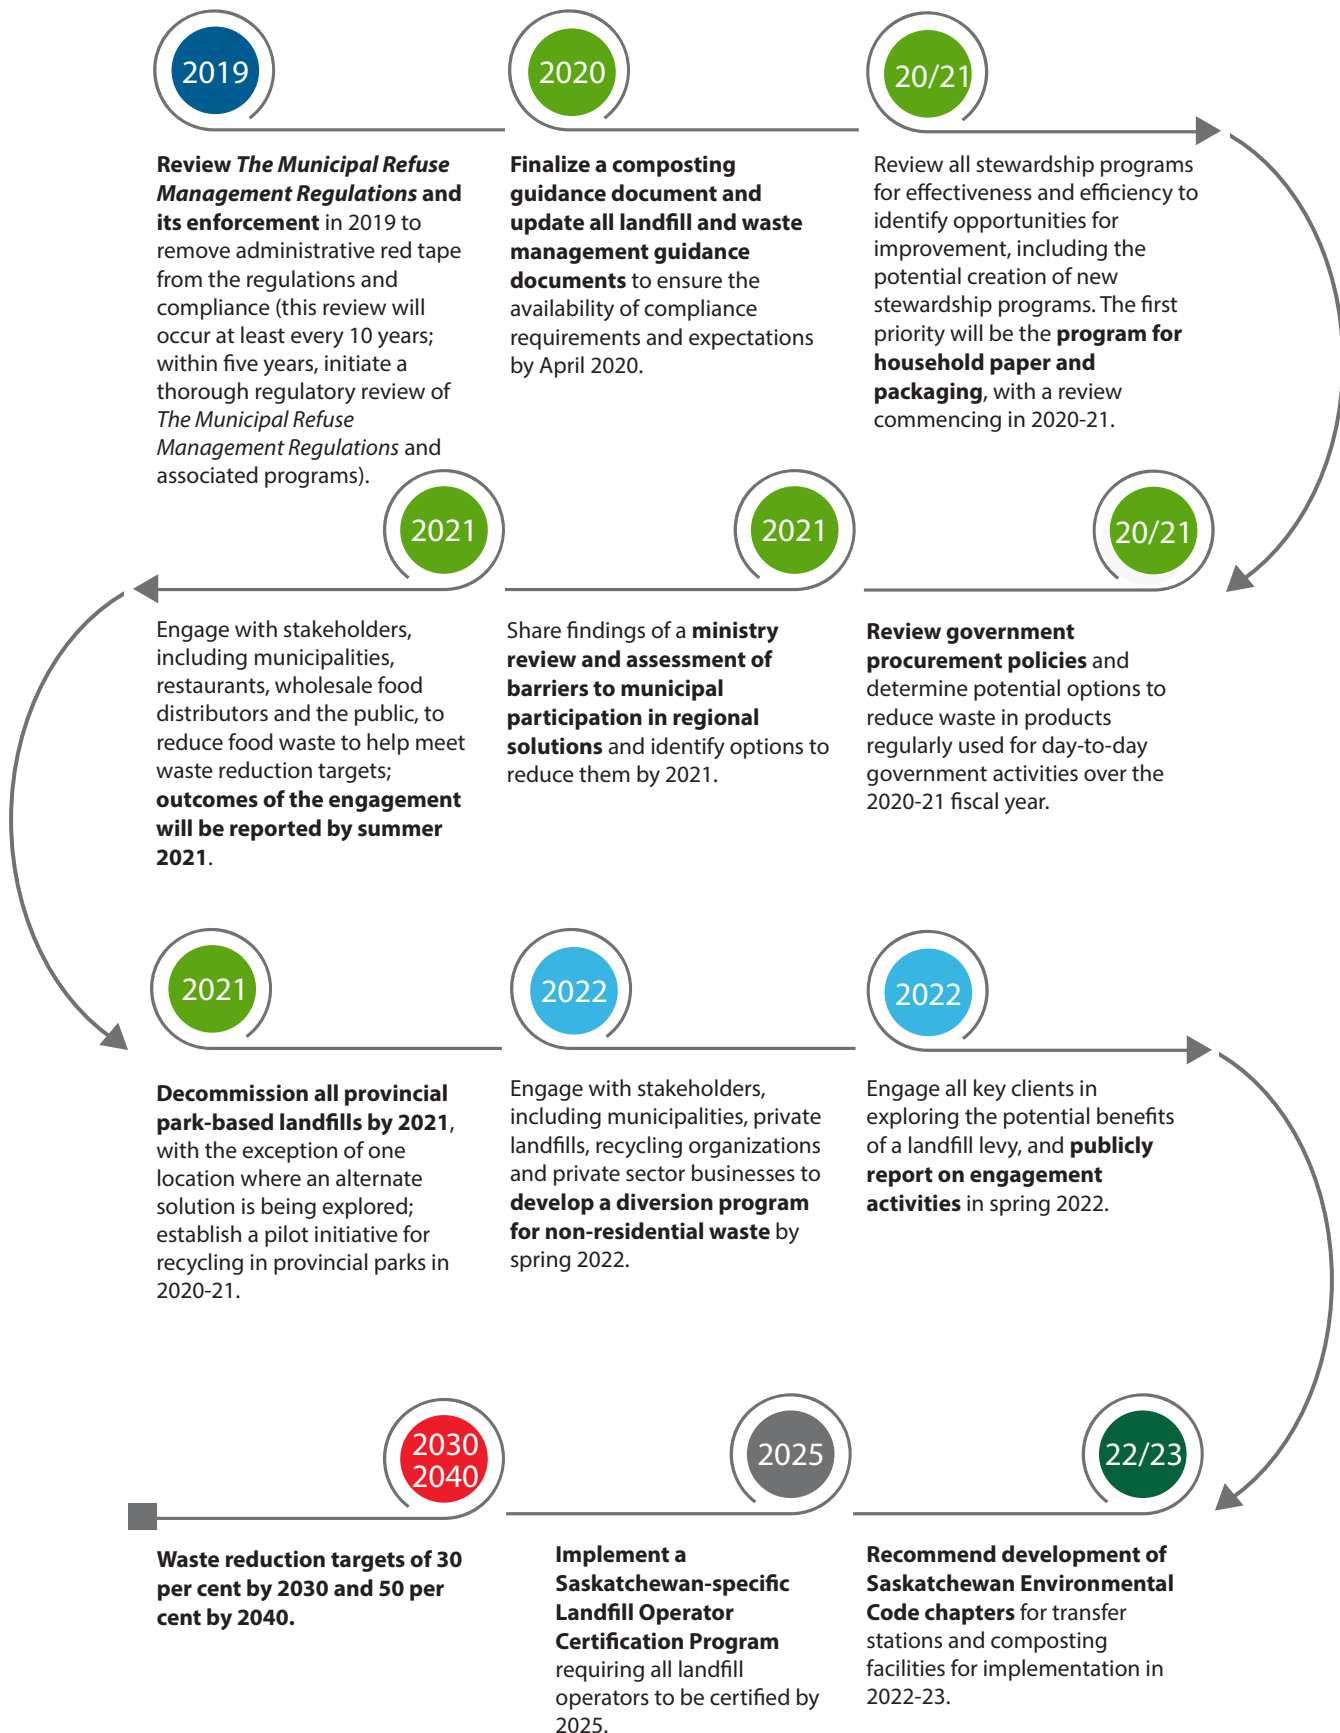 2019
Review The Municipal Refuse
Management Regulations and
its enforcement in 2019 to
remove administrative red tape
from the regulations and
compliance (this review will
occur at least every 10 years;
within five years, initiate a
thorough regulatory review of
The Municipal Refuse
Management Regulations and
associated programs).
2020
Finalize a composting
guidance document and
update all landfill and waste
management guidance
documents to ensure the
availability of compliance
requirements and expectations
by April 2020.
20/21
Review all stewardship programs
for effectiveness and efficiency to
identify opportunities for
improvement, including the
potential creation of new
stewardship programs. The first
priority will be the program for
household paper and
packaging, with a review
commencing in 2020-21.
20/21
Review government
procurement policies and
determine potential options to
reduce waste in products
regularly used for day-to-day
government activities over the
2020-21 fiscal year.
2021
Share findings of a ministry
review and assessment of
barriers to municipal
participation in regional
solutions and identify options to
reduce them by 2021.
2021
Engage with stakeholders,
including municipalities,
restaurants, wholesale food
distributors and the public, to
reduce food waste to help meet
waste reduction targets;
outcomes of the engagement
will be reported by summer
2021.
2021
Decommission all provincial
park-based landfills by 2021,
with the exception of one
location where an alternate
solution is being explored;
establish a pilot initiative for
recycling in provincial parks in
2020-21.
2022
Engage with stakeholders,
including municipalities, private
landfills, recycling organizations
and private sector businesses to
develop a diversion program
for non-residential waste by
spring 2022.
2022
Engage all key clients in
exploring the potential benefits
of a landfill levy, and publicly
report on engagement
activities in spring 2022.
22/23
Recommend development of
Saskatchewan Environmental
Code chapters for transfer
stations and composting
facilities for implementation in
2022-23.
2025
Implement a
Saskatchewan-specific
Landfill Operator
Certification Program
requiring all landfill
operators to be certified by
2025.
2030
2040
Waste reduction targets of 30
per cent by 2030 and 50 per
cent by 2040.